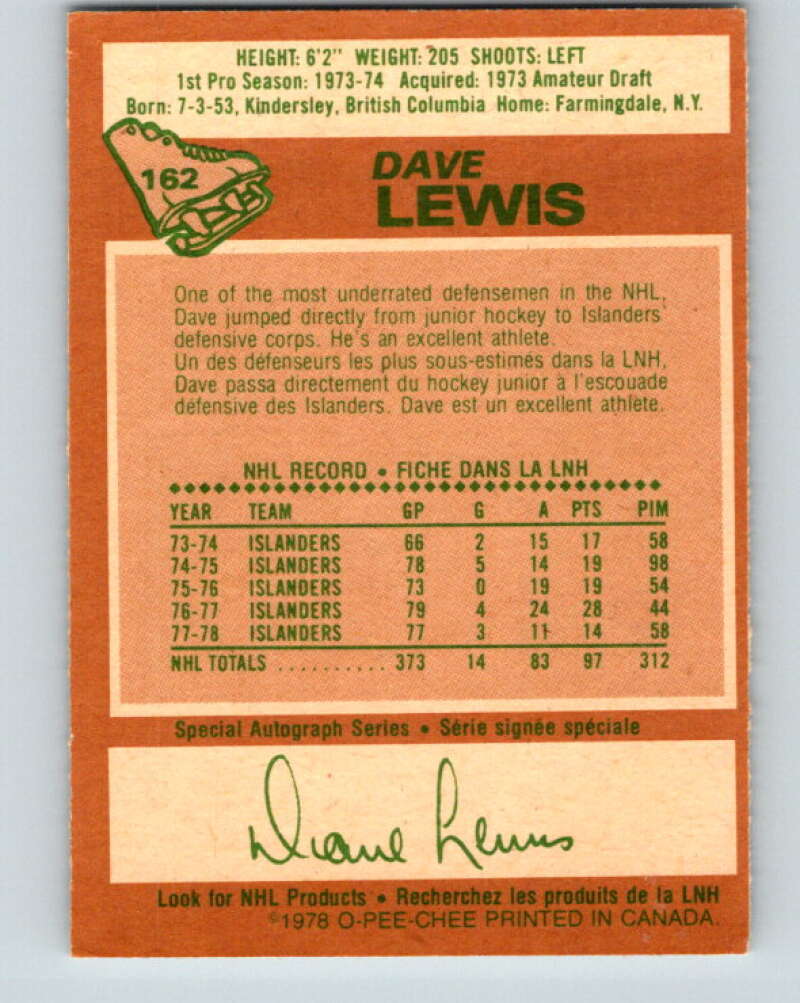 HEIGHT: 6'2" WEIGHT: 205 SHOOTS: LEFT
1st Pro Season: 1973-74 Acquired: 1973 Amateur Draft
Born: 7-3-53, Kindersley, British Columbia Home: Farmingdale, N.Y.
162
DAVE
LEWIS
One of the most underrated defensemen in the NHL,
Dave jumped directly from junior hockey to Islanders'
defensive corps. He's an excellent athlete.
Un des défenseurs les plus sous-estimés dans la LNH,
Dave passa directement du hockey junior à l'escouade
défensive des Islanders. Dave est un excellent athlète.
NHL RECORD • FICHE DANS LA LNH
YEAR TEAM GP G A PTS PIM
73-74 ISLANDERS 66 2 15 17 58
74-75 ISLANDERS 78 5 14 19 98
75-76 ISLANDERS 73 0 19 19 54
76-77 ISLANDERS 79 4 24 28 44
77-78 ISLANDERS 77 3 11 14 58
NHL TOTALS .......... 373 14 83 97 312
Special Autograph Series • Série signée spéciale
Diane Lewis
Look for NHL Products • Recherchez les produits de la LNH
©1978 O-PEE-CHEE PRINTED IN CANADA.